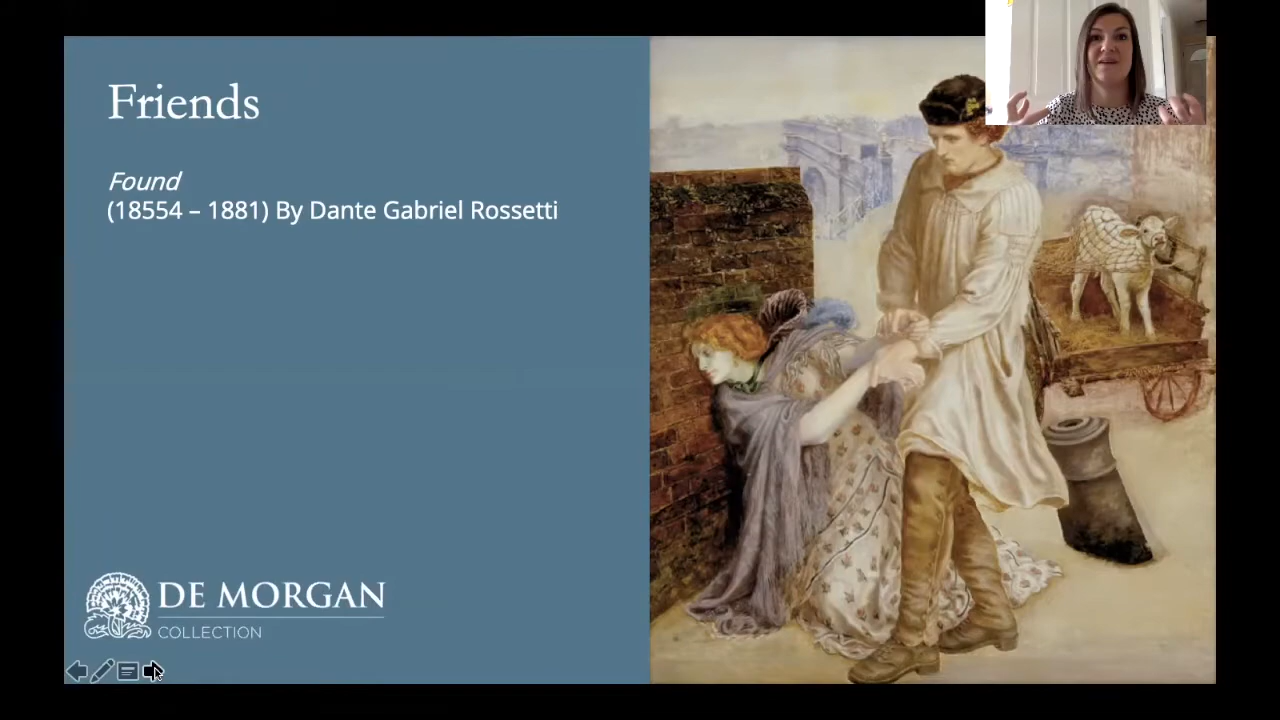 Friends
Found
(18554 – 1881) By Dante Gabriel Rossetti
DE MORGAN
COLLECTION